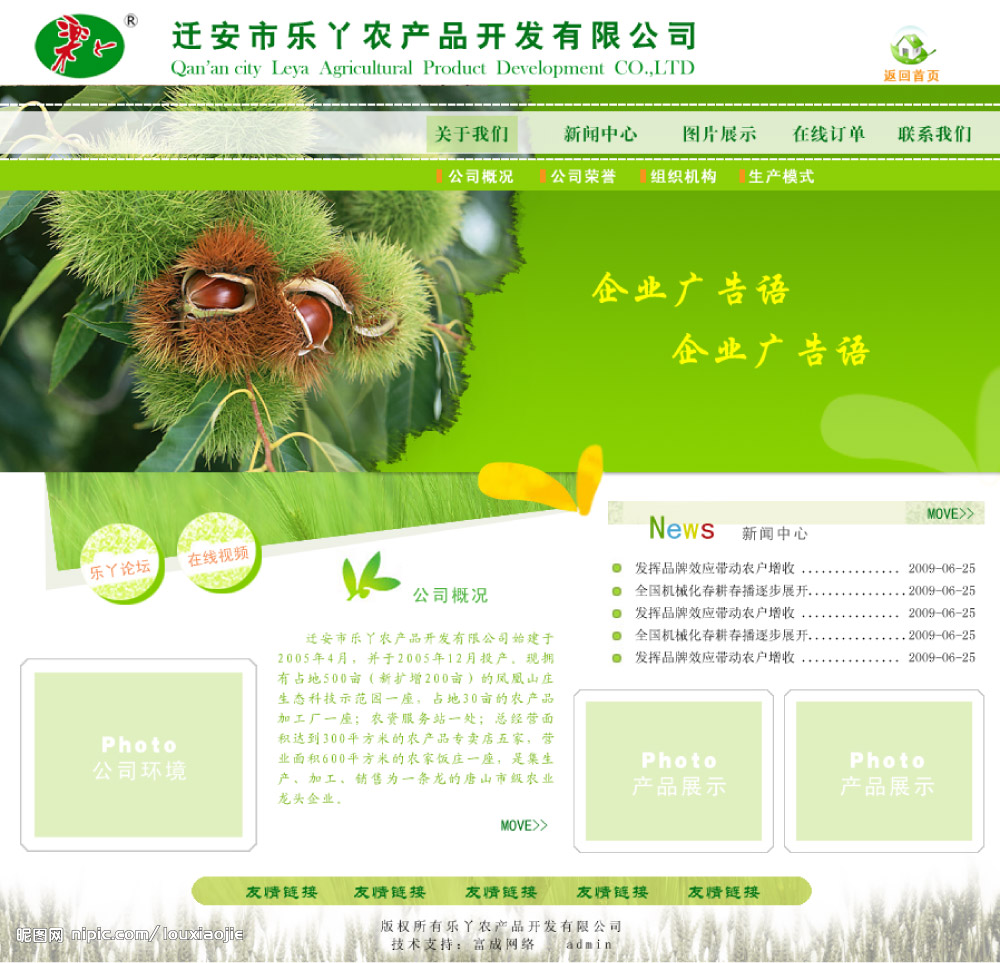 ®
迁安市乐丫农产品开发有限公司
Qan'an city Leya Agricultural Product Development CO.,LTD
返回首页
关于我们 新闻中心 图片展示 在线订单 联系我们
公司概况 公司荣誉 组织机构 生产模式
企业广告语
企业广告语
MOVE>>
News 新闻中心
乐丫论坛
在线视频
发挥品牌效应带动农户增收 ............... 2009-06-25
全国机械化春耕春播逐步展开...............2009-06-25
发挥品牌效应带动农户增收 ............... 2009-06-25
全国机械化春耕春播逐步展开...............2009-06-25
发挥品牌效应带动农户增收 ............... 2009-06-25
公司概况
迁安市乐丫农产品开发有限公司始建于
2005年4月，并于2005年12月投产。现拥
有占地500亩（新扩增200亩）的凤凰山庄
生态科技示范园一座，占地30亩的农产品
加工厂一座；农资服务站一处；总经营面
积达到300平方米的农产品专卖店五家，营
业面积600平方米的农家饭庄一座，是集生
产、加工、销售为一条龙的唐山市级农业
龙头企业。
MOVE>>
Photo
公司环境
Photo
产品展示
Photo
产品展示
友情链接 友情链接 友情链接 友情链接 友情链接
版权所有乐丫农产品开发有限公司
技术支持：富成网络 admin
昵图网 nipic.com/louxiaojie